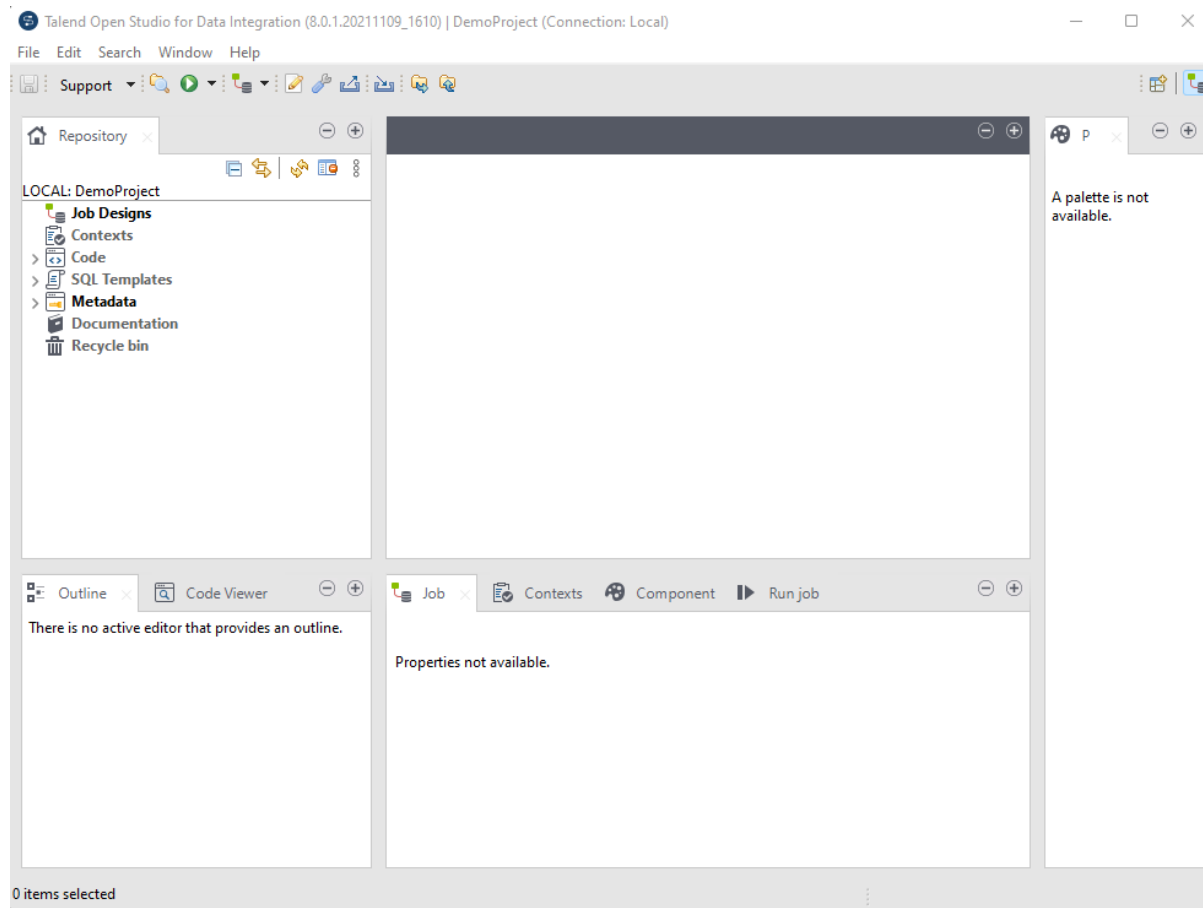 Talend Open Studio for Data Integration (8.0.1.20211109_1610) | DemoProject (Connection: Local)
File Edit Search Window Help
Support
Repository
P
LOCAL: DemoProject
Job Designs
Contexts
Code
SQL Templates
Metadata
Documentation
Recycle bin
A palette is not
available.
Outline Code Viewer
Job Contexts Component Run job
There is no active editor that provides an outline.
Properties not available.
0 items selected